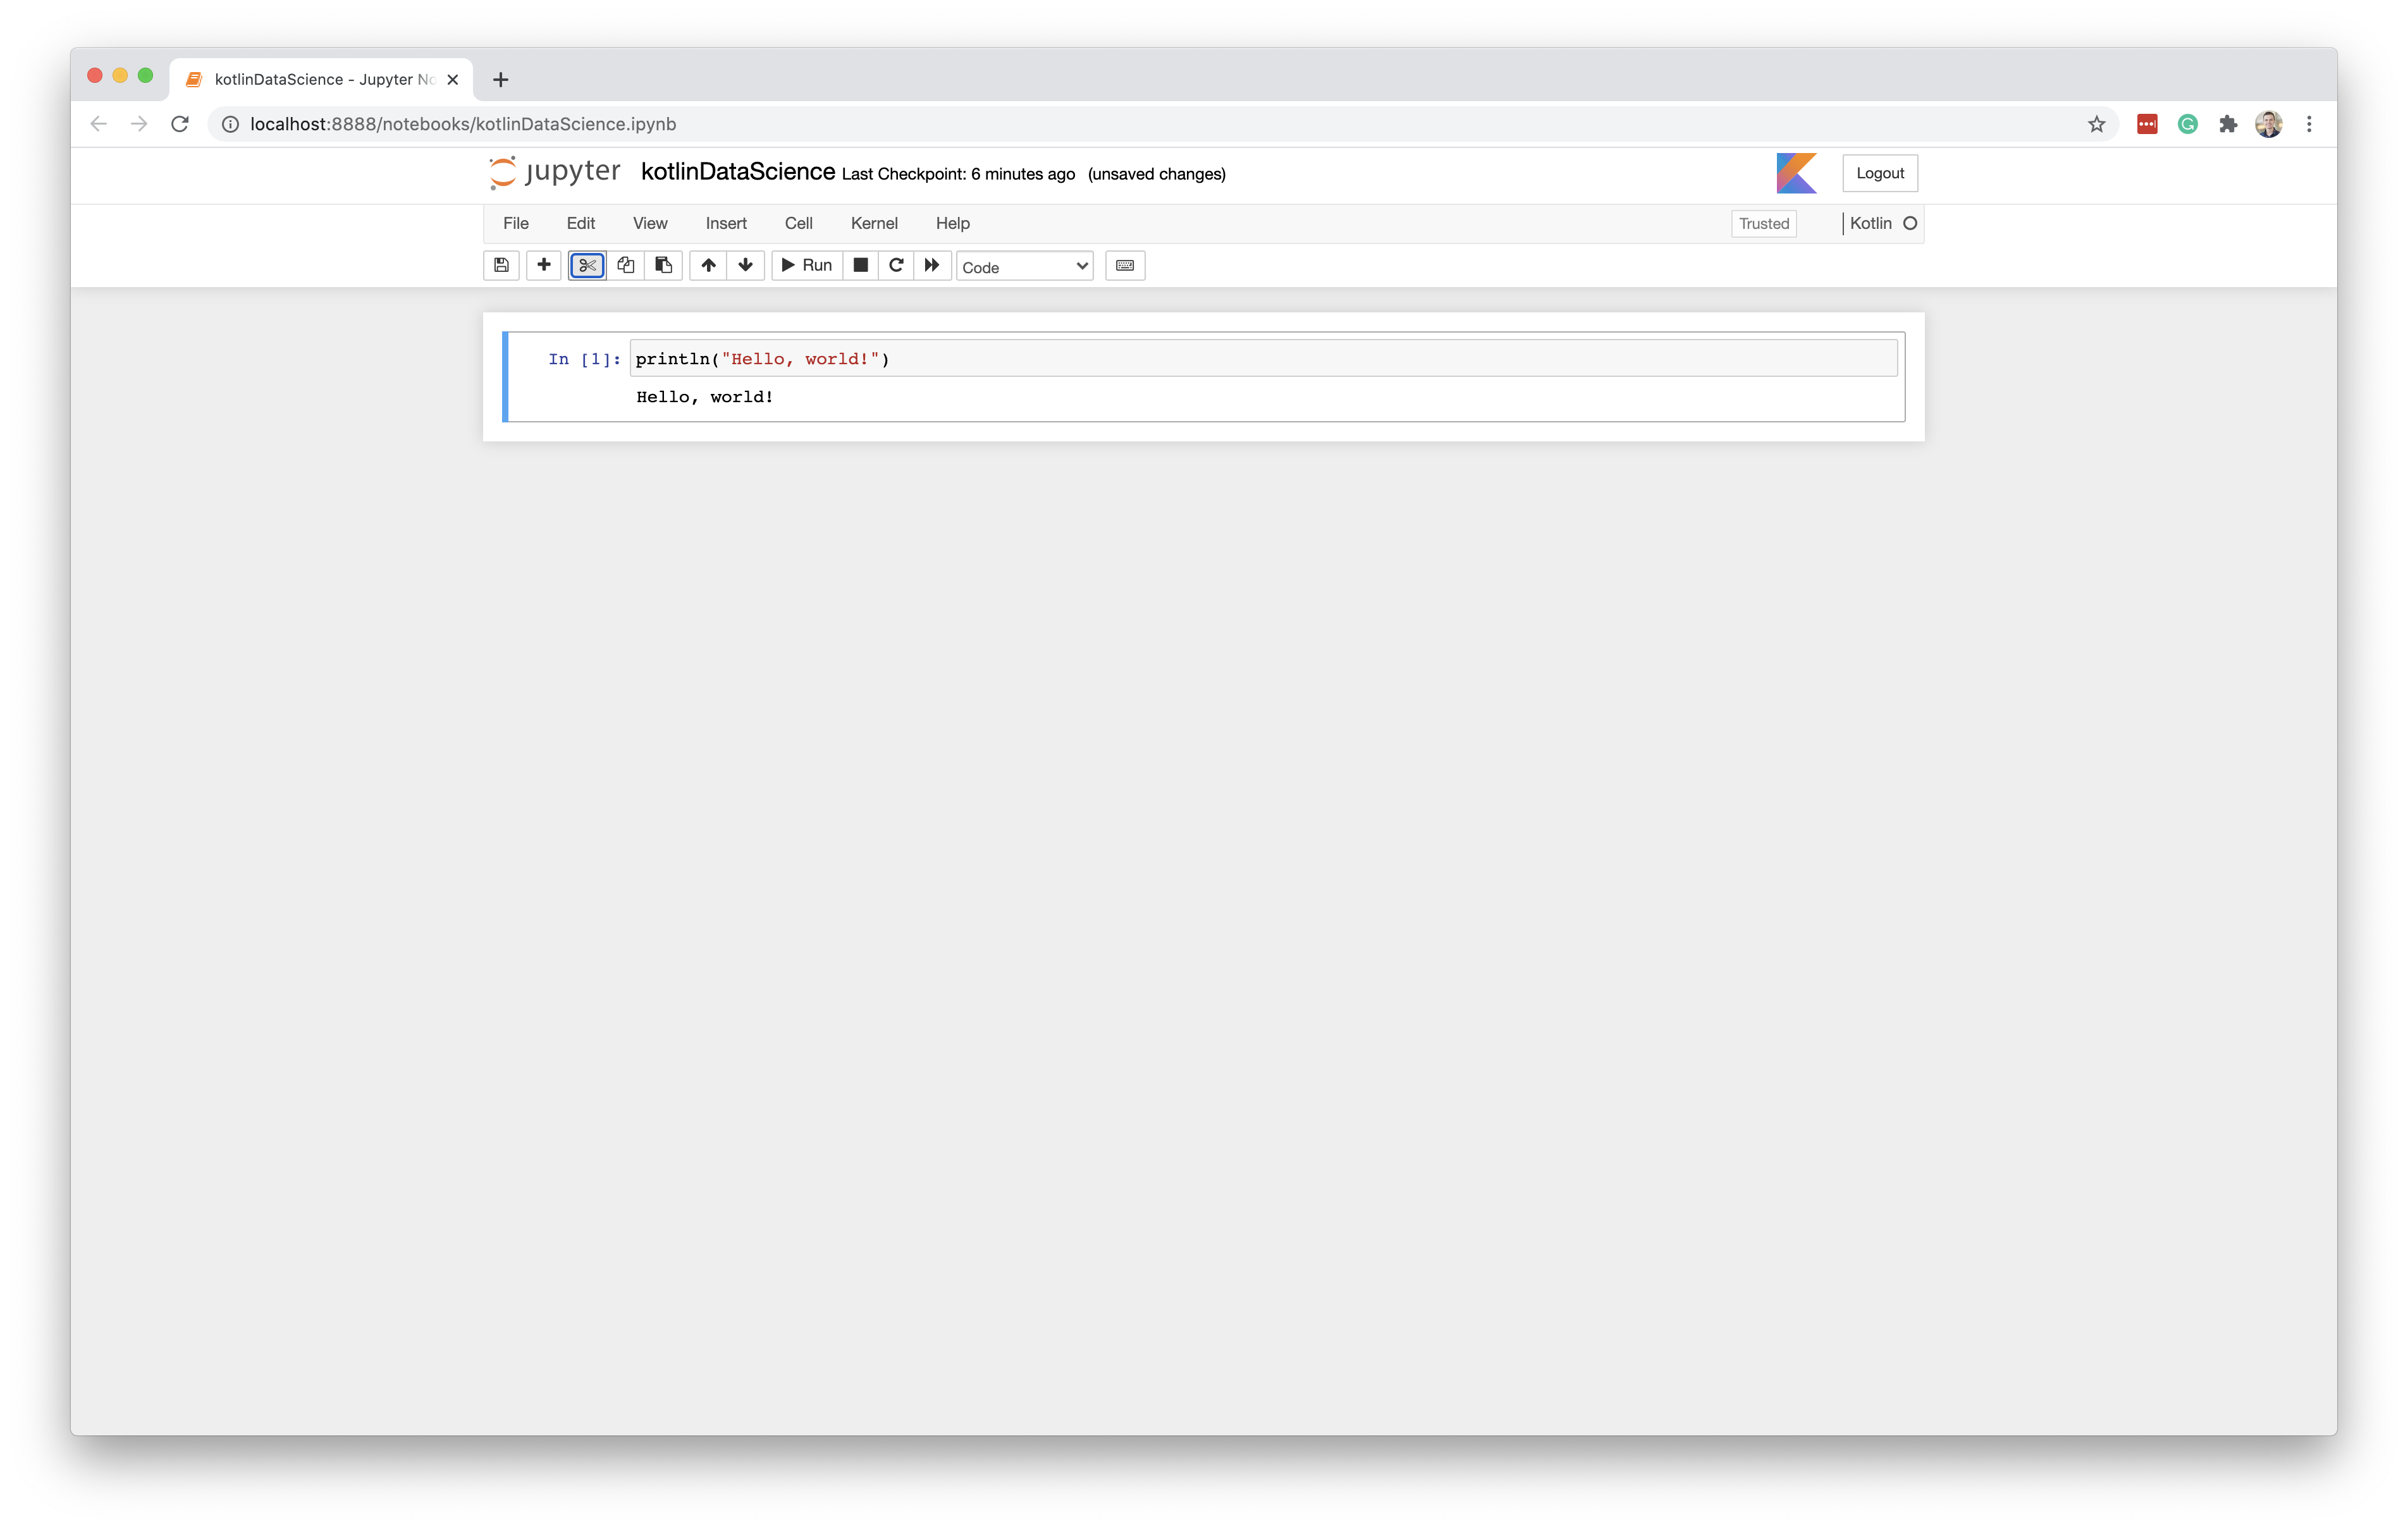 kotlinDataScience - Jupyter No
localhost:8888/notebooks/kotlinDataScience.ipynb
jupyter kotlinDataScience Last Checkpoint: 6 minutes ago (unsaved changes) Logout
File Edit View Insert Cell Kernel Help Trusted Kotlin
Run Code
In [1]: println("Hello, world!")
Hello, world!